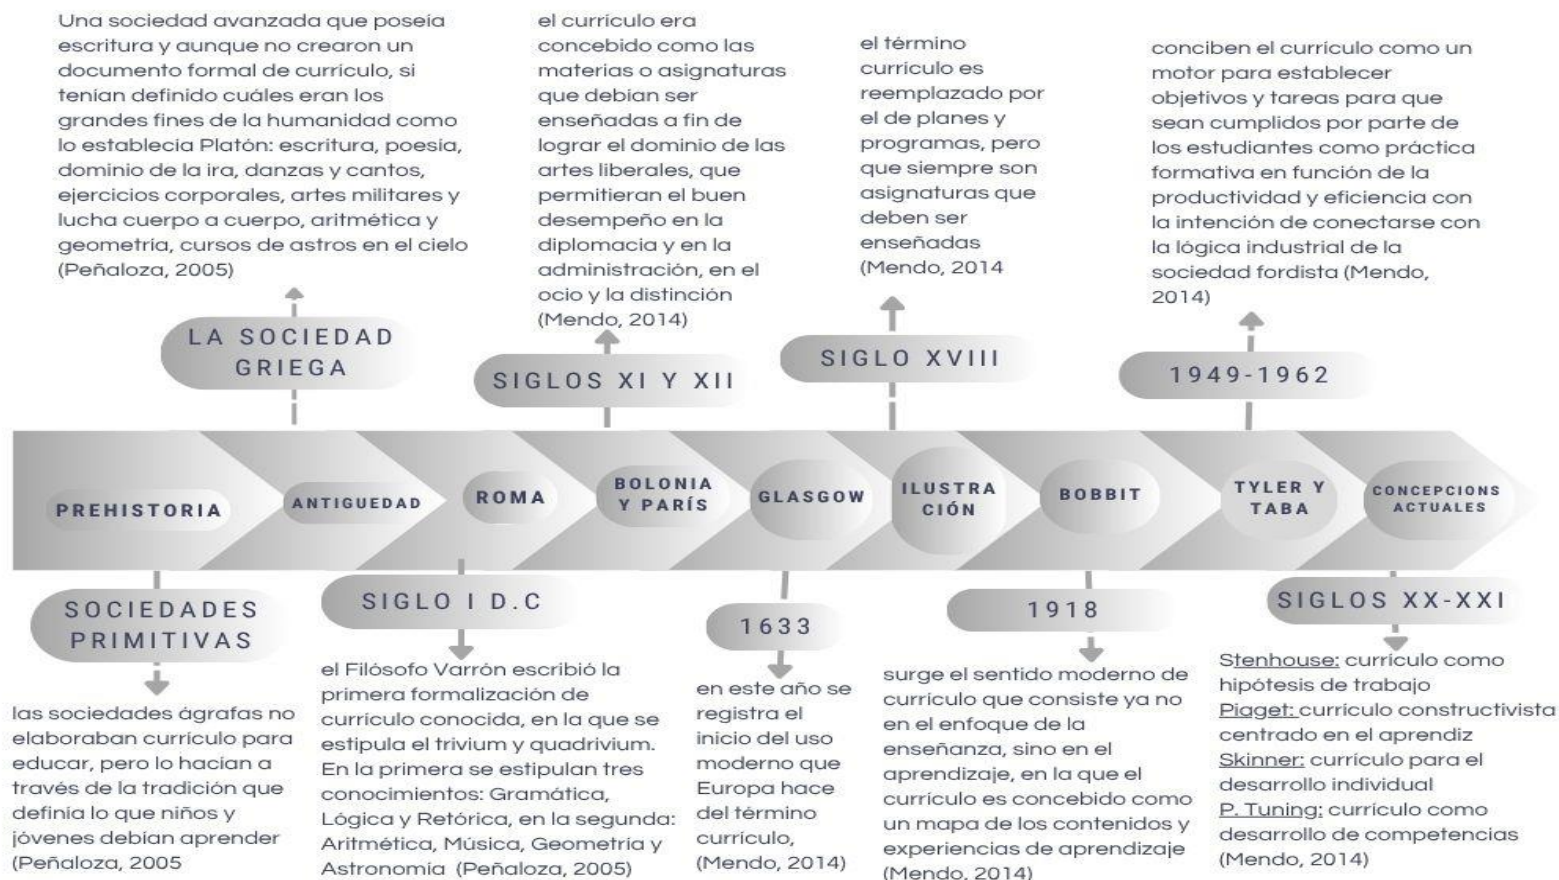 Una sociedad avanzada que poseía
escritura y aunque no crearon un
documento formal de currículo, si
tenían definido cuáles eran los
grandes fines de la humanidad como
lo establecía Platón: escritura, poesía,
dominio de la ira, danzas y cantos,
ejercicios corporales, artes militares y
lucha cuerpo a cuerpo, aritmética y
geometría, cursos de astros en el cielo
(Peñaloza, 2005)
el currículo era
concebido como las
materias o asignaturas
que debían ser
enseñadas a fin de
lograr el dominio de las
artes liberales, que
permitieran el buen
desempeño en la
diplomacia y en la
administración, en el
ocio y la distinción
(Mendo, 2014)
el término
currículo es
reemplazado por
el de planes y
programas, pero
que siempre son
asignaturas que
deben ser
enseñadas
(Mendo, 2014
conciben el currículo como un
motor para establecer
objetivos y tareas para que
sean cumplidos por parte de
los estudiantes como práctica
formativa en función de la
productividad y eficiencia con
la intención de conectarse con
la lógica industrial de la
sociedad fordista (Mendo,
2014)
LA SOCIEDAD
GRIEGA
SIGLOS XI Y XII
SIGLO XVIII
1949-1962
PREHISTORIA
ANTIGUEDAD
ROMA
BOLONIA
Y PARÍS
GLASGOW
ILUSTRA
CIÓN
BOBBIT
TYLER Y
TABA
CONCEPCIONS
ACTUALES
SOCIEDADES
PRIMITIVAS
SIGLO I D.C
1633
1918
SIGLOS XX-XXI
las sociedades ágrafas no
elaboraban currículo para
educar, pero lo hacían a
través de la tradición que
definía lo que niños y
jóvenes debían aprender
(Peñaloza, 2005
el Filósofo Varrón escribió la
primera formalización de
currículo conocida, en la que se
estipula el trivium y quadrivium.
En la primera se estipulan tres
conocimientos: Gramática,
Lógica y Retórica, en la segunda:
Aritmética, Música, Geometría y
Astronomía (Peñaloza, 2005)
en este año se
registra el
inicio del uso
moderno que
Europa hace
del término
currículo,
(Mendo, 2014)
surge el sentido moderno de
currículo que consiste ya no
en el enfoque de la
enseñanza, sino en el
aprendizaje, en la que el
currículo es concebido como
un mapa de los contenidos y
experiencias de aprendizaje
(Mendo, 2014)
Stenhouse: currículo como
hipótesis de trabajo
Piaget: currículo constructivista
centrado en el aprendiz
Skinner: currículo para el
desarrollo individual
P. Tuning: currículo como
desarrollo de competencias
(Mendo, 2014)